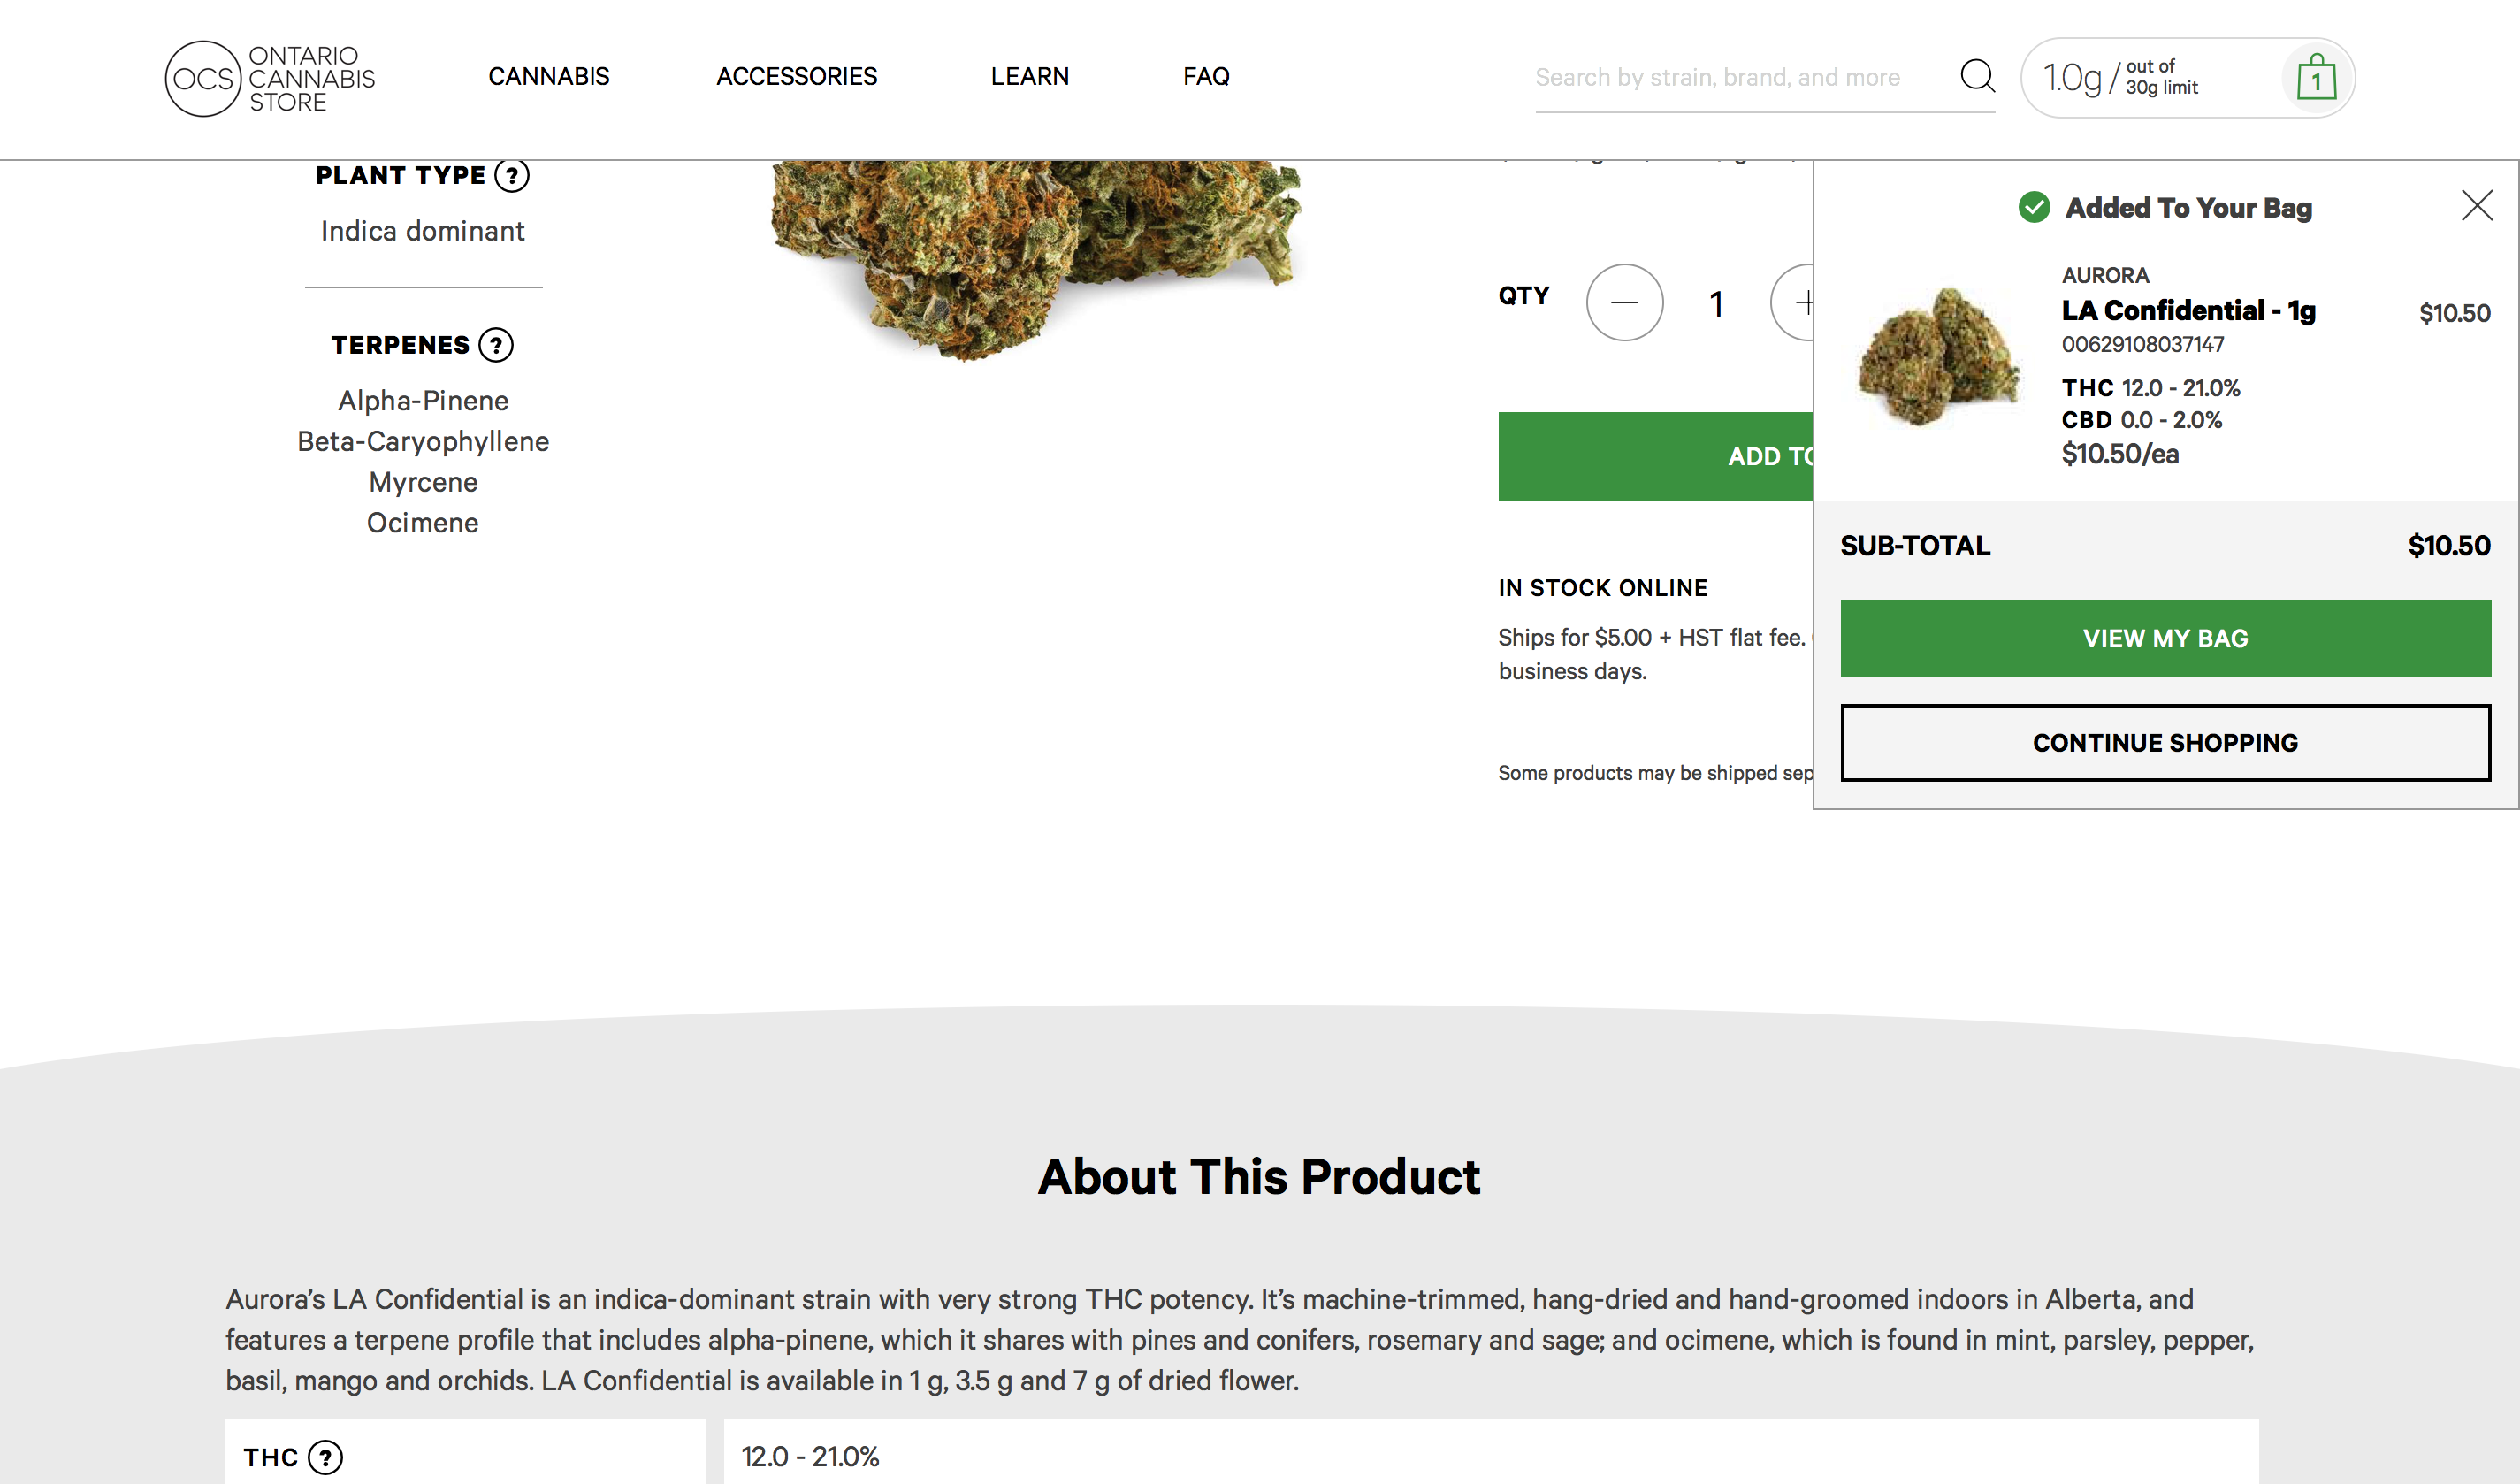 OCS
ONTARIO
CANNABIS
STORE
CANNABIS
ACCESSORIES
LEARN
FAQ
Search by strain, brand, and more
1.0g / out of
30g limit
1
PLANT TYPE ?
Indica dominant
TERPENES ?
Alpha-Pinene
Beta-Caryophyllene
Myrcene
Ocimene
QTY
1
ADD TO
IN STOCK ONLINE
Ships for $5.00 + HST flat fee.
business days.
Some products may be shipped sep
Added To Your Bag
AURORA
LA Confidential - 1g
$10.50
00629108037147
THC 12.0 - 21.0%
CBD 0.0 - 2.0%
$10.50/ea
SUB-TOTAL
$10.50
VIEW MY BAG
CONTINUE SHOPPING
About This Product
Aurora’s LA Confidential is an indica-dominant strain with very strong THC potency. It’s machine-trimmed, hang-dried and hand-groomed indoors in Alberta, and
features a terpene profile that includes alpha-pinene, which it shares with pines and conifers, rosemary and sage; and ocimene, which is found in mint, parsley, pepper,
basil, mango and orchids. LA Confidential is available in 1 g, 3.5 g and 7 g of dried flower.
THC ?
12.0 - 21.0%